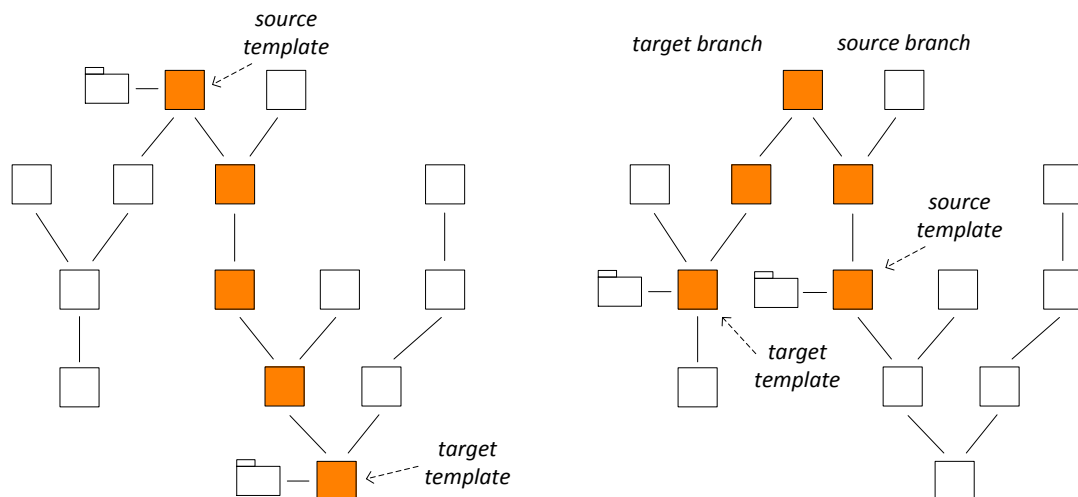 source
template
target
template
target branch
source branch
source
template
target
template